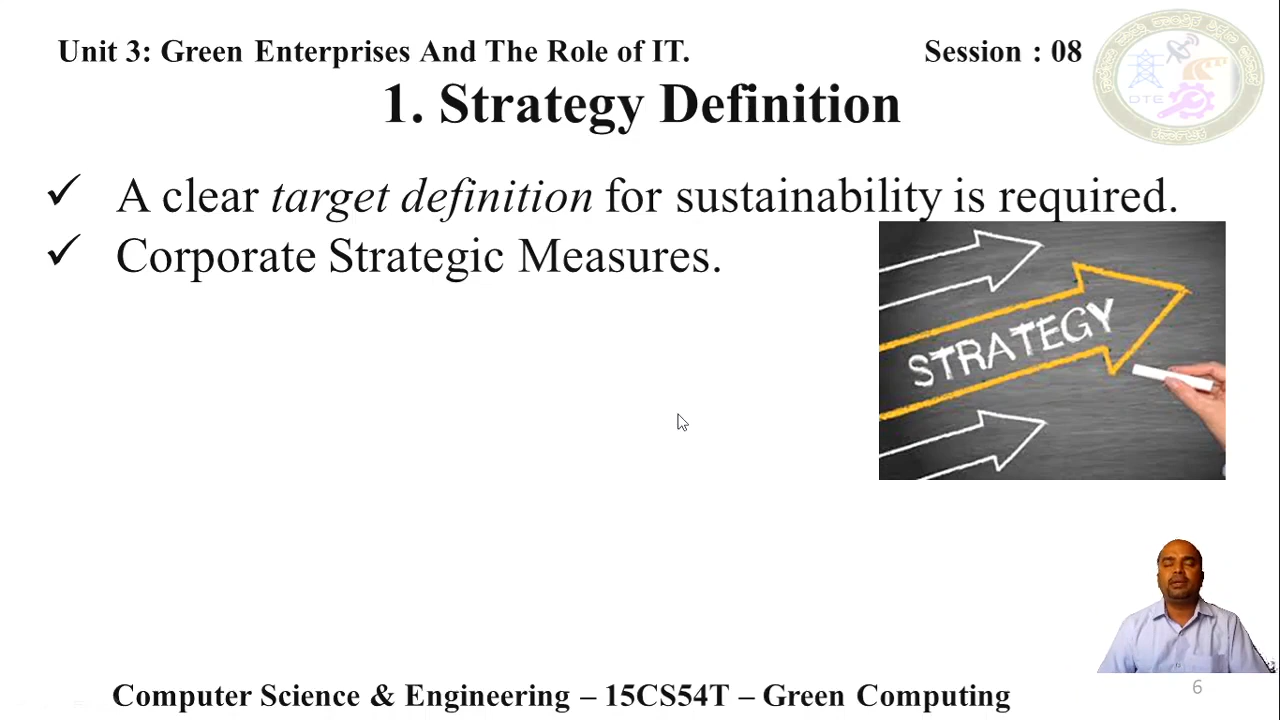 Unit 3: Green Enterprises And The Role of IT. Session : 08
DTE
1. Strategy Definition
✓ A clear target definition for sustainability is required.
✓ Corporate Strategic Measures.
STRATEGY
Computer Science & Engineering – 15CS54T – Green Computing
6